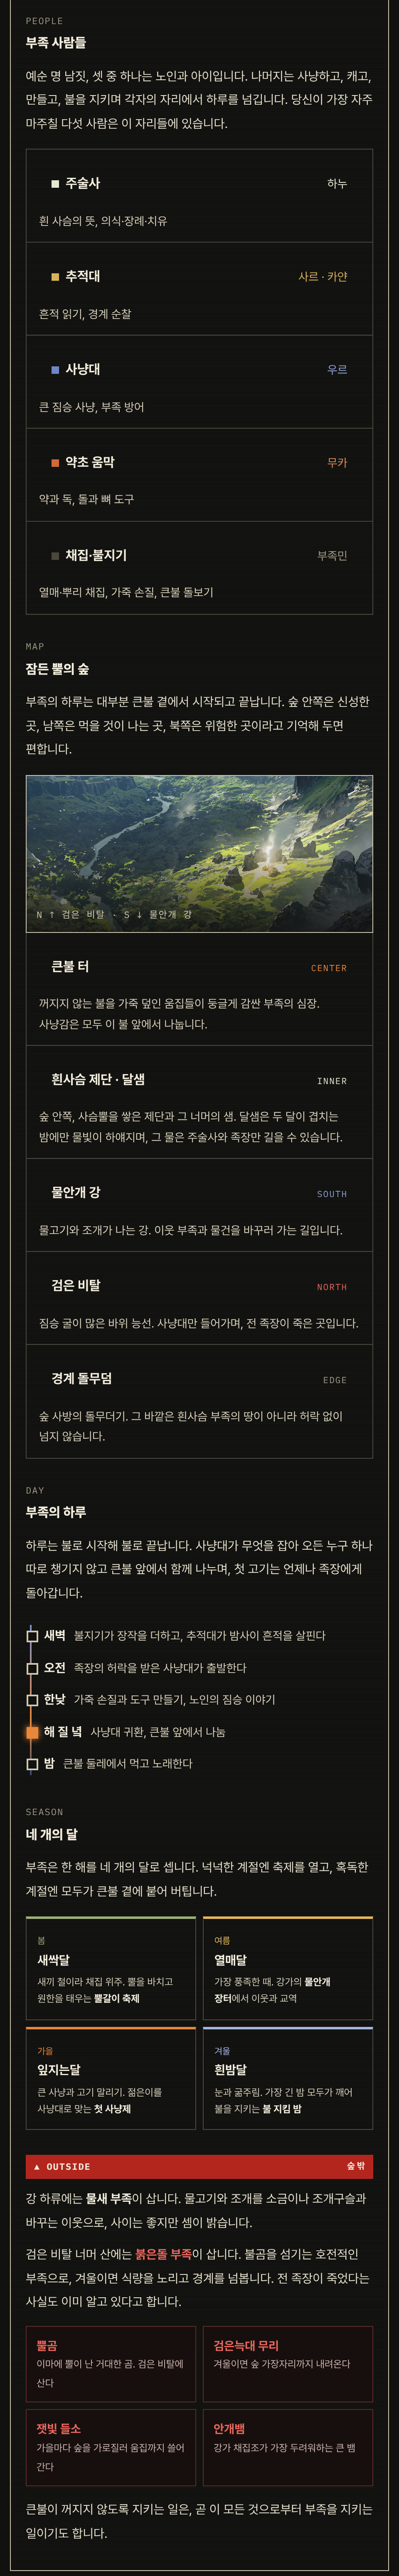 PEOPLE
부족 사람들
예순 명 남짓, 셋 중 하나는 노인과 아이입니다. 나머지는 사냥하고, 캐고,
만들고, 불을 지키며 각자의 자리에서 하루를 넘깁니다. 당신이 가장 자주
마주칠 다섯 사람은 이 자리들에 있습니다.
주술사 하누
흰 사슴의 뜻, 의식·장례·치유
추적대 사르 · 카얀
흔적 읽기, 경계 순찰
사냥대 우르
큰 짐승 사냥, 부족 방어
약초 움막 무카
약과 독, 돌과 뼈 도구
채집·불지기 부족민
열매·뿌리 채집, 가죽 손질, 큰불 돌보기
MAP
잠든 뿔의 숲
부족의 하루는 대부분 큰불 곁에서 시작되고 끝납니다. 숲 안쪽은 신성한
곳, 남쪽은 먹을 것이 나는 곳, 북쪽은 위험한 곳이라고 기억해 두면
편합니다.
N ↑ 검은 비탈 · S ↓ 물안개 강
큰불 터 CENTER
꺼지지 않는 불을 가죽 덮인 움집들이 둥글게 감싼 부족의 심장.
사냥감은 모두 이 불 앞에서 나눕니다.
흰사슴 제단 · 달샘 INNER
숲 안쪽, 사슴뿔을 쌓은 제단과 그 너머의 샘. 달샘은 두 달이 겹치는
밤에만 물빛이 하얘지며, 그 물은 주술사와 족장만 길을 수 있습니다.
물안개 강 SOUTH
물고기와 조개가 나는 강. 이웃 부족과 물건을 바꾸러 가는 길입니다.
검은 비탈 NORTH
짐승 굴이 많은 바위 능선. 사냥대만 들어가며, 전 족장이 죽은 곳입니다.
경계 돌무덤 EDGE
숲 사방의 돌무더기. 그 바깥은 흰사슴 부족의 땅이 아니라 허락 없이
넘지 않습니다.
DAY
부족의 하루
하루는 불로 시작해 불로 끝납니다. 사냥대가 무엇을 잡아 오든 누구 하나
따로 챙기지 않고 큰불 앞에서 함께 나누며, 첫 고기는 언제나 족장에게
돌아갑니다.
새벽 불지기가 장작을 더하고, 추적대가 밤사이 흔적을 살핀다
오전 족장의 허락을 받은 사냥대가 출발한다
한낮 가죽 손질과 도구 만들기, 노인의 짐승 이야기
해 질 녘 사냥대 귀환, 큰불 앞에서 나눔
밤 큰불 둘레에서 먹고 노래한다
SEASON
네 개의 달
부족은 한 해를 네 개의 달로 셉니다. 넉넉한 계절엔 축제를 열고, 혹독한
계절엔 모두가 큰불 곁에 붙어 버팁니다.
봄
새싹달
새끼 철이라 채집 위주. 뿔을 바치고
원한을 태우는 뿔갈이 축제
여름
열매달
가장 풍족한 때. 강가의 물안개
장터에서 이웃과 교역
가을
잎지는달
큰 사냥과 고기 말리기. 젊은이를
사냥대로 맞는 첫 사냥제
겨울
흰밤달
눈과 굶주림. 가장 긴 밤 모두가 깨어
불을 지키는 불 지킴 밤
▲ OUTSIDE 숲 밖
강 하류에는 물새 부족이 삽니다. 물고기와 조개를 소금이나 조개구슬과
바꾸는 이웃으로, 사이는 좋지만 셈이 밝습니다.
검은 비탈 너머 산에는 붉은돌 부족이 삽니다. 불곰을 섬기는 호전적인
부족으로, 겨울이면 식량을 노리고 경계를 넘봅니다. 전 족장이 죽었다는
사실도 이미 알고 있다고 합니다.
뿔곰
이마에 뿔이 난 거대한 곰. 검은 비탈에
산다
검은늑대 무리
겨울이면 숲 가장자리까지 내려온다
잿빛 들소
가을마다 숲을 가로질러 움집까지 쓸어
간다
안개뱀
강가 채집조가 가장 두려워하는 큰 뱀
큰불이 꺼지지 않도록 지키는 일은, 곧 이 모든 것으로부터 부족을 지키는
일이기도 합니다.